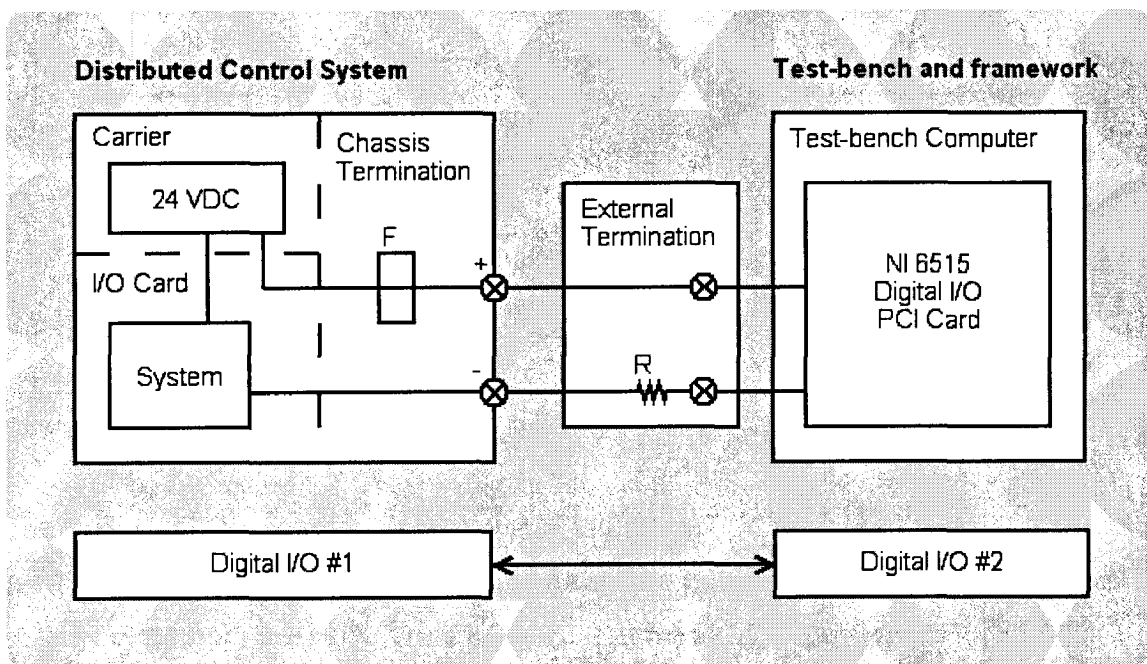 Distributed Control System
Test-bench and framework
Carrier
Chassis
Termination
24 VDC
F
+
I/O Card
System
-
External
Termination
R
Test-bench Computer
NI 6515
Digital I/O
PCI Card
Digital I/O #1
Digital I/O #2